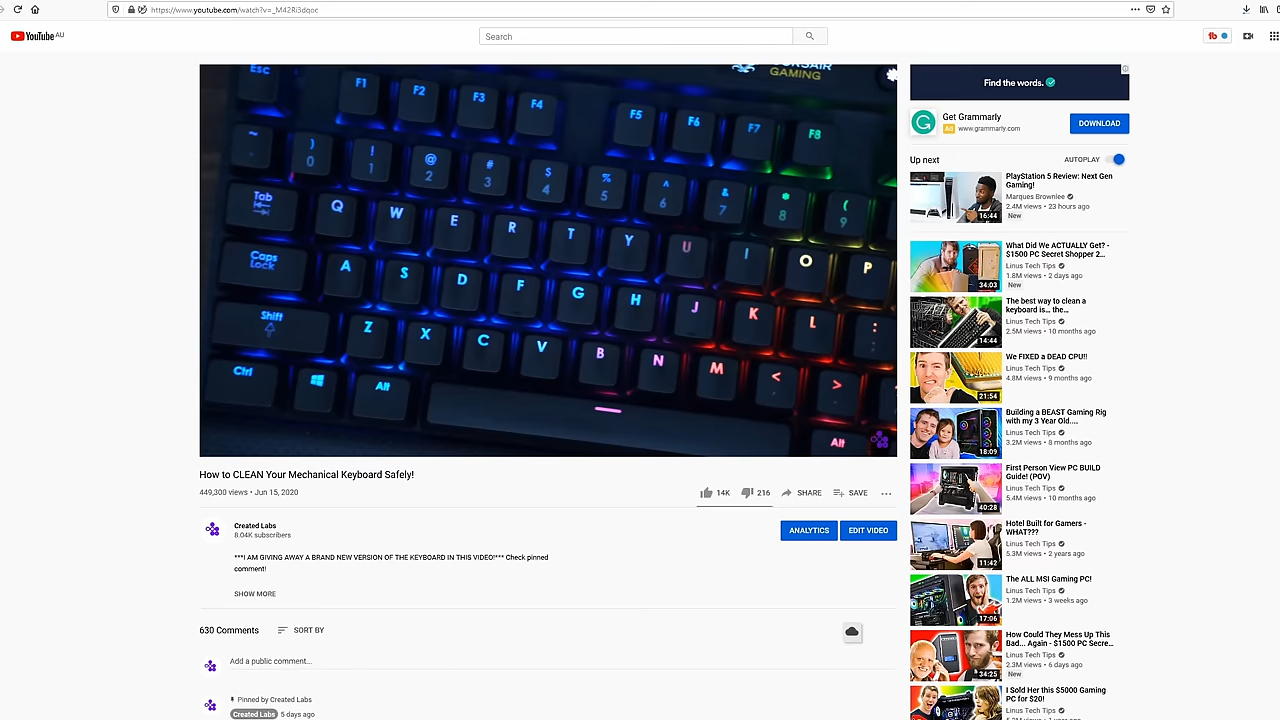 https://www.youtube.com/watch?v=_M42Ri3dqoc
YouTube AU
Search
GAMING
Esc F1 F2 F3 F4 F5 F6 F7 F8
~ ) 0 ! 1 @ 2 # 3 $ 4 % 5 ^ 6 & 7 * 8 ( 9
Tab Q W E R T Y U I O P
Caps Lock A S D F G H J K L :
Shift Z X C V B N M < >
Ctrl Alt Alt
How to CLEAN Your Mechanical Keyboard Safely!
449,300 views • Jun 15, 2020
14K 216 SHARE SAVE
Created Labs
8.04K subscribers
ANALYTICS EDIT VIDEO
***I AM GIVING AWAY A BRAND NEW VERSION OF THE KEYBOARD IN THIS VIDEO!*** Check pinned
comment!
SHOW MORE
630 Comments SORT BY
Add a public comment...
Pinned by Created Labs
Created Labs 5 days ago
Find the words.
Get Grammarly
Ad www.grammarly.com
DOWNLOAD
Up next AUTOPLAY
PlayStation 5 Review: Next Gen
Gaming!
Marques Brownlee
2.4M views • 23 hours ago
New
16:44
What Did We ACTUALLY Get? -
$1500 PC Secret Shopper 2...
Linus Tech Tips
1.8M views • 2 days ago
New
34:03
The best way to clean a
keyboard is... the...
Linus Tech Tips
2.5M views • 10 months ago
14:44
We FIXED a DEAD CPU!!
Linus Tech Tips
4.8M views • 9 months ago
21:54
Building a BEAST Gaming Rig
with my 3 Year Old....
Linus Tech Tips
3.2M views • 8 months ago
18:09
First Person View PC BUILD
Guide! (POV)
Linus Tech Tips
5.4M views • 10 months ago
40:28
Hotel Built for Gamers -
WHAT???
Linus Tech Tips
5.3M views • 2 years ago
11:42
The ALL MSI Gaming PC!
Linus Tech Tips
1.2M views • 3 weeks ago
17:06
How Could They Mess Up This
Bad... Again - $1500 PC Secre...
Linus Tech Tips
2.3M views • 6 days ago
New
34:25
I Sold Her this $5000 Gaming
PC for $20!
Linus Tech Tips